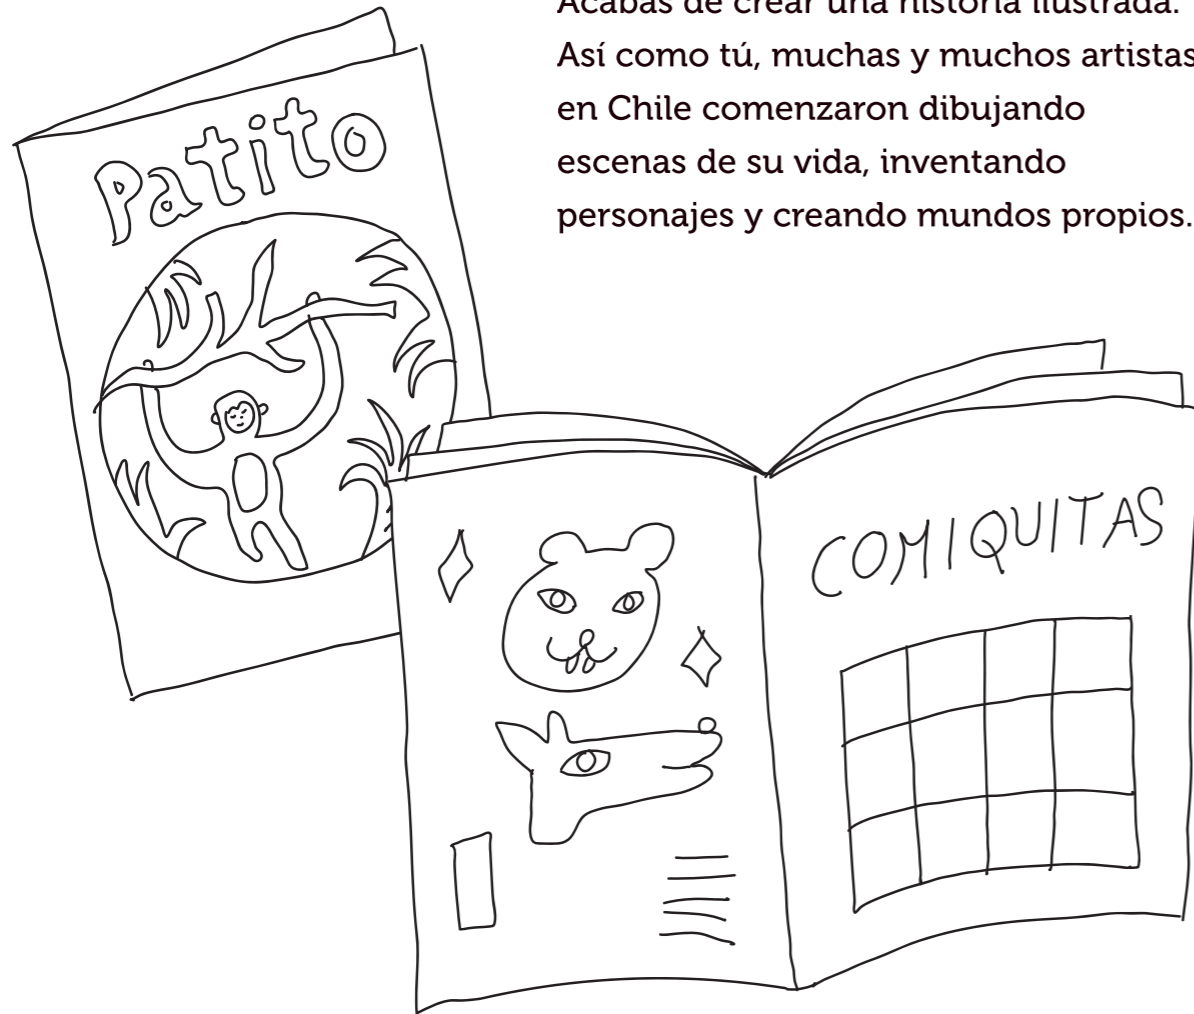 Acabas de crear una historia ilustrada.
Así como tú, muchas y muchos artistas
en Chile comenzaron dibujando
escenas de su vida, inventando
personajes y creando mundos propios.
Patito
COMIQUITAS